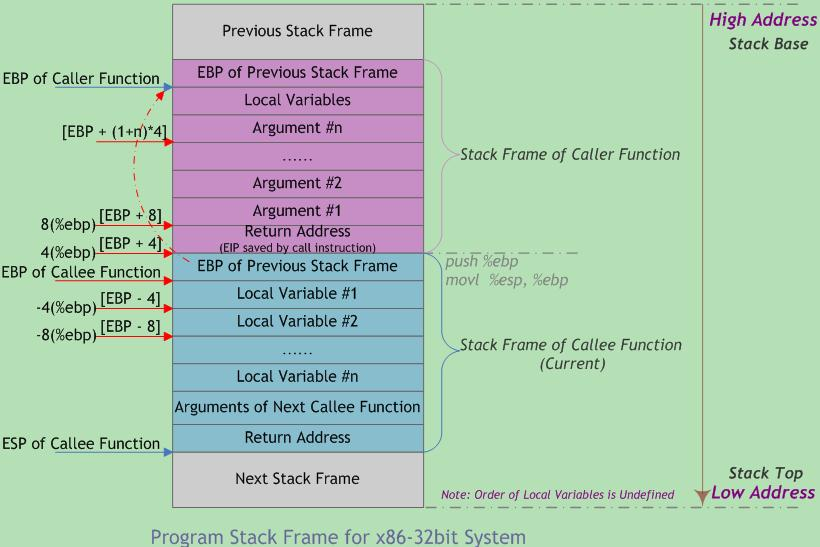 High Address
Previous Stack Frame
Stack Base
EBP of Previous Stack Frame
EBP of Caller Function
Local Variables
Argument #n
[EBP + (1+n)*4]
......
Stack Frame of Caller Function
Argument #2
Argument #1
[EBP + 8]
8(%ebp)
Return Address
(EIP saved by call instruction)
[EBP + 4]
4(%ebp)
EBP of Previous Stack Frame
push %ebp
EBP of Callee Function
movl %esp, %ebp
Local Variable #1
[EBP - 4]
-4(%ebp)
Local Variable #2
[EBP - 8]
-8(%ebp)
......
Stack Frame of Callee Function
(Current)
Local Variable #n
Arguments of Next Callee Function
Return Address
ESP of Callee Function
Next Stack Frame
Stack Top
Low Address
Note: Order of Local Variables is Undefined
Program Stack Frame for x86-32bit System